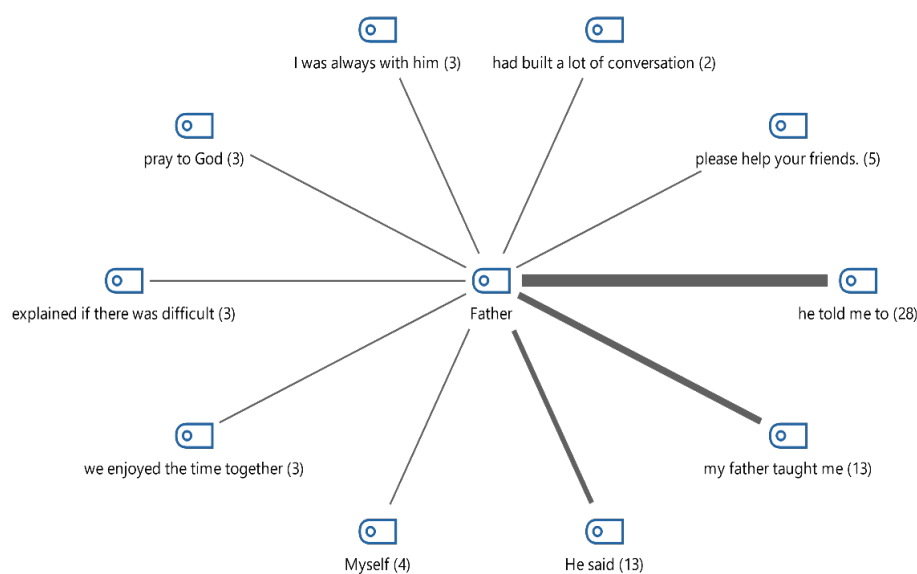 I was always with him (3)
had built a lot of conversation (2)
pray to God (3)
please help your friends. (5)
explained if there was difficult (3)
Father
he told me to (28)
we enjoyed the time together (3)
my father taught me (13)
Myself (4)
He said (13)